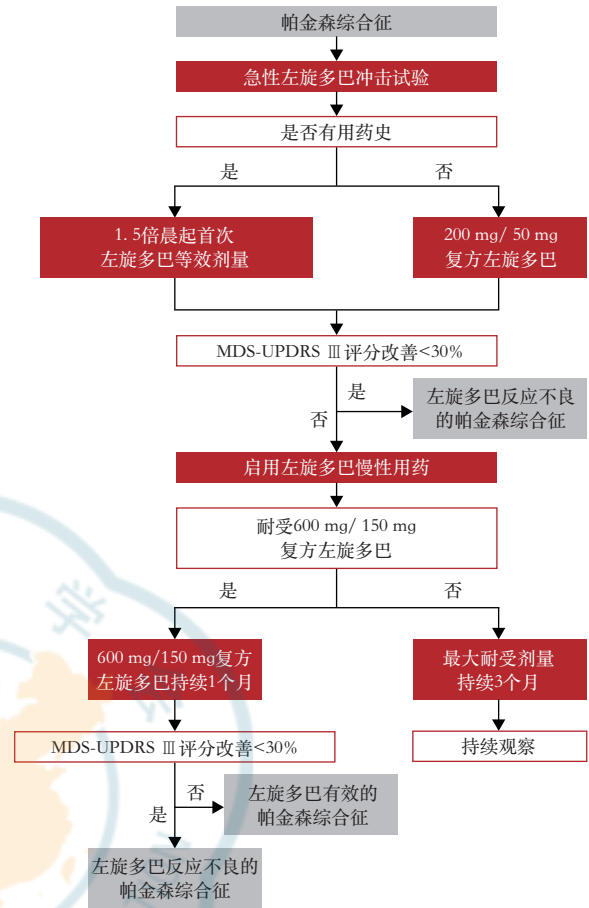 帕金森综合征
急性左旋多巴冲击试验
是否有用药史
是
否
1. 5倍晨起首次
左旋多巴等效剂量
200 mg/ 50 mg
复方左旋多巴
MDS-UPDRS Ⅲ评分改善<30%
是
否
左旋多巴反应不良
的帕金森综合征
启用左旋多巴慢性用药
耐受600 mg/ 150 mg
复方左旋多巴
是
否
600 mg/150 mg复方
左旋多巴持续1个月
最大耐受剂量
持续3个月
MDS-UPDRS Ⅲ评分改善<30%
持续观察
否
是
左旋多巴有效的
帕金森综合征
左旋多巴反应不良的
帕金森综合征
学